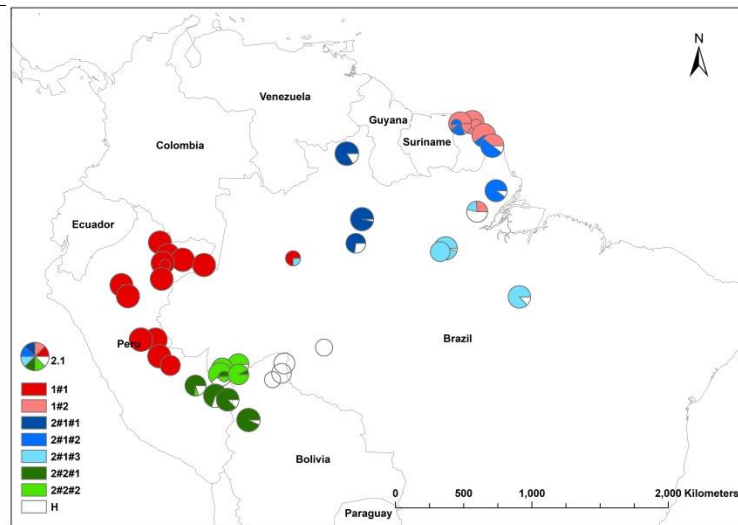 N
Venezuela
Guyana
Suriname
Colombia
Ecuador
Peru
Brazil
Bolivia
Paraguay
2.1
1#1
1#2
2#1#1
2#1#2
2#1#3
2#2#1
2#2#2
H
0 500 1,000 2,000 Kilometers